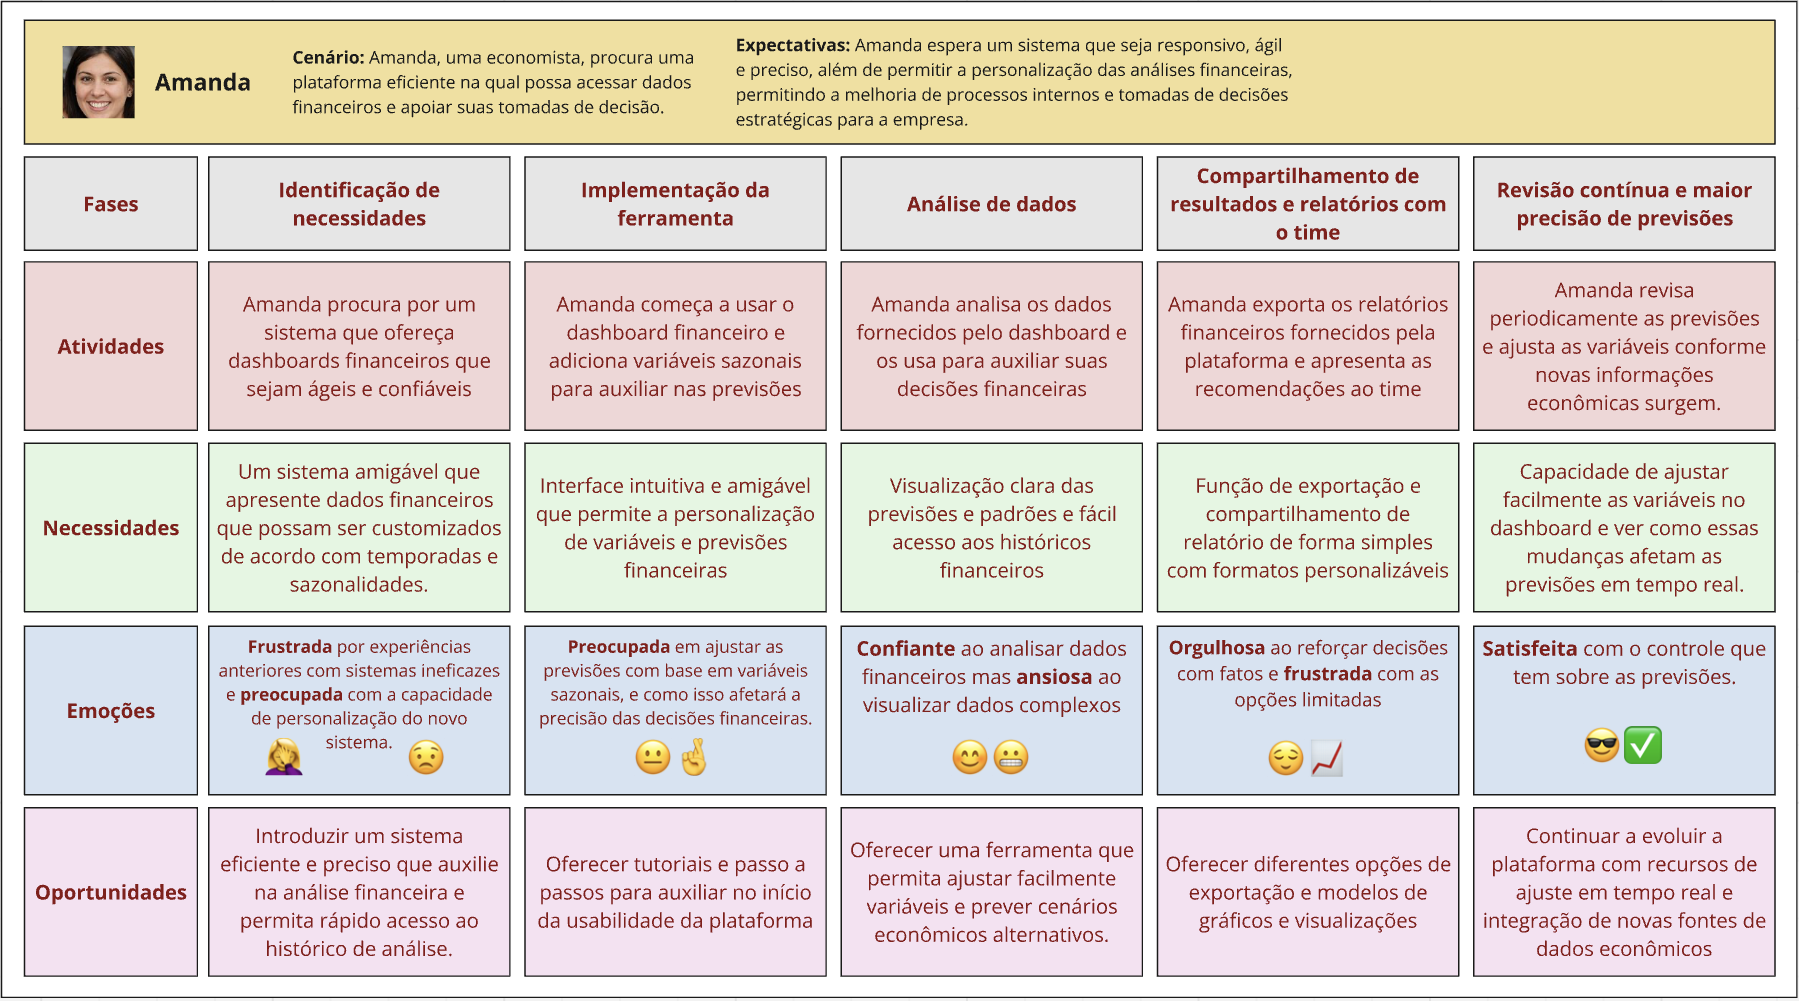 Amanda
Cenário: Amanda, uma economista, procura uma
plataforma eficiente na qual possa acessar dados
financeiros e apoiar suas tomadas de decisão.
Expectativas: Amanda espera um sistema que seja responsivo, ágil
e preciso, além de permitir a personalização das análises financeiras,
permitindo a melhoria de processos internos e tomadas de decisões
estratégicas para a empresa.
Fases
Identificação de
necessidades
Implementação da
ferramenta
Análise de dados
Compartilhamento de
resultados e relatórios com
o time
Revisão contínua e maior
precisão de previsões
Atividades
Amanda procura por um
sistema que ofereça
dashboards financeiros que
sejam ágeis e confiáveis
Amanda começa a usar o
dashboard financeiro e
adiciona variáveis sazonais
para auxiliar nas previsões
Amanda analisa os dados
fornecidos pelo dashboard e
os usa para auxiliar suas
decisões financeiras
Amanda exporta os relatórios
financeiros fornecidos pela
plataforma e apresenta as
recomendações ao time
Amanda revisa
periodicamente as previsões
e ajusta as variáveis conforme
novas informações
econômicas surgem.
Necessidades
Um sistema amigável que
apresente dados financeiros
que possam ser customizados
de acordo com temporadas e
sazonalidades.
Interface intuitiva e amigável
que permite a personalização
de variáveis e previsões
financeiras
Visualização clara das
previsões e padrões e fácil
acesso aos históricos
financeiros
Função de exportação e
compartilhamento de
relatório de forma simples
com formatos personalizáveis
Capacidade de ajustar
facilmente as variáveis no
dashboard e ver como essas
mudanças afetam as
previsões em tempo real.
Emoções
Frustrada por experiências
anteriores com sistemas ineficazes
e preocupada com a capacidade
de personalização do novo
sistema.
Preocupada em ajustar as
previsões com base em variáveis
sazonais, e como isso afetará a
precisão das decisões financeiras.
Confiante ao analisar dados
financeiros mas ansiosa ao
visualizar dados complexos
Orgulhosa ao reforçar decisões
com fatos e frustrada com as
opções limitadas
Satisfeita com o controle que
tem sobre as previsões.
Oportunidades
Introduzir um sistema
eficiente e preciso que auxilie
na análise financeira e
permita rápido acesso ao
histórico de análise.
Oferecer tutoriais e passo a
passos para auxiliar no início
da usabilidade da plataforma
Oferecer uma ferramenta que
permita ajustar facilmente
variáveis e prever cenários
econômicos alternativos.
Oferecer diferentes opções de
exportação e modelos de
gráficos e visualizações
Continuar a evoluir a
plataforma com recursos de
ajuste em tempo real e
integração de novas fontes de
dados econômicos